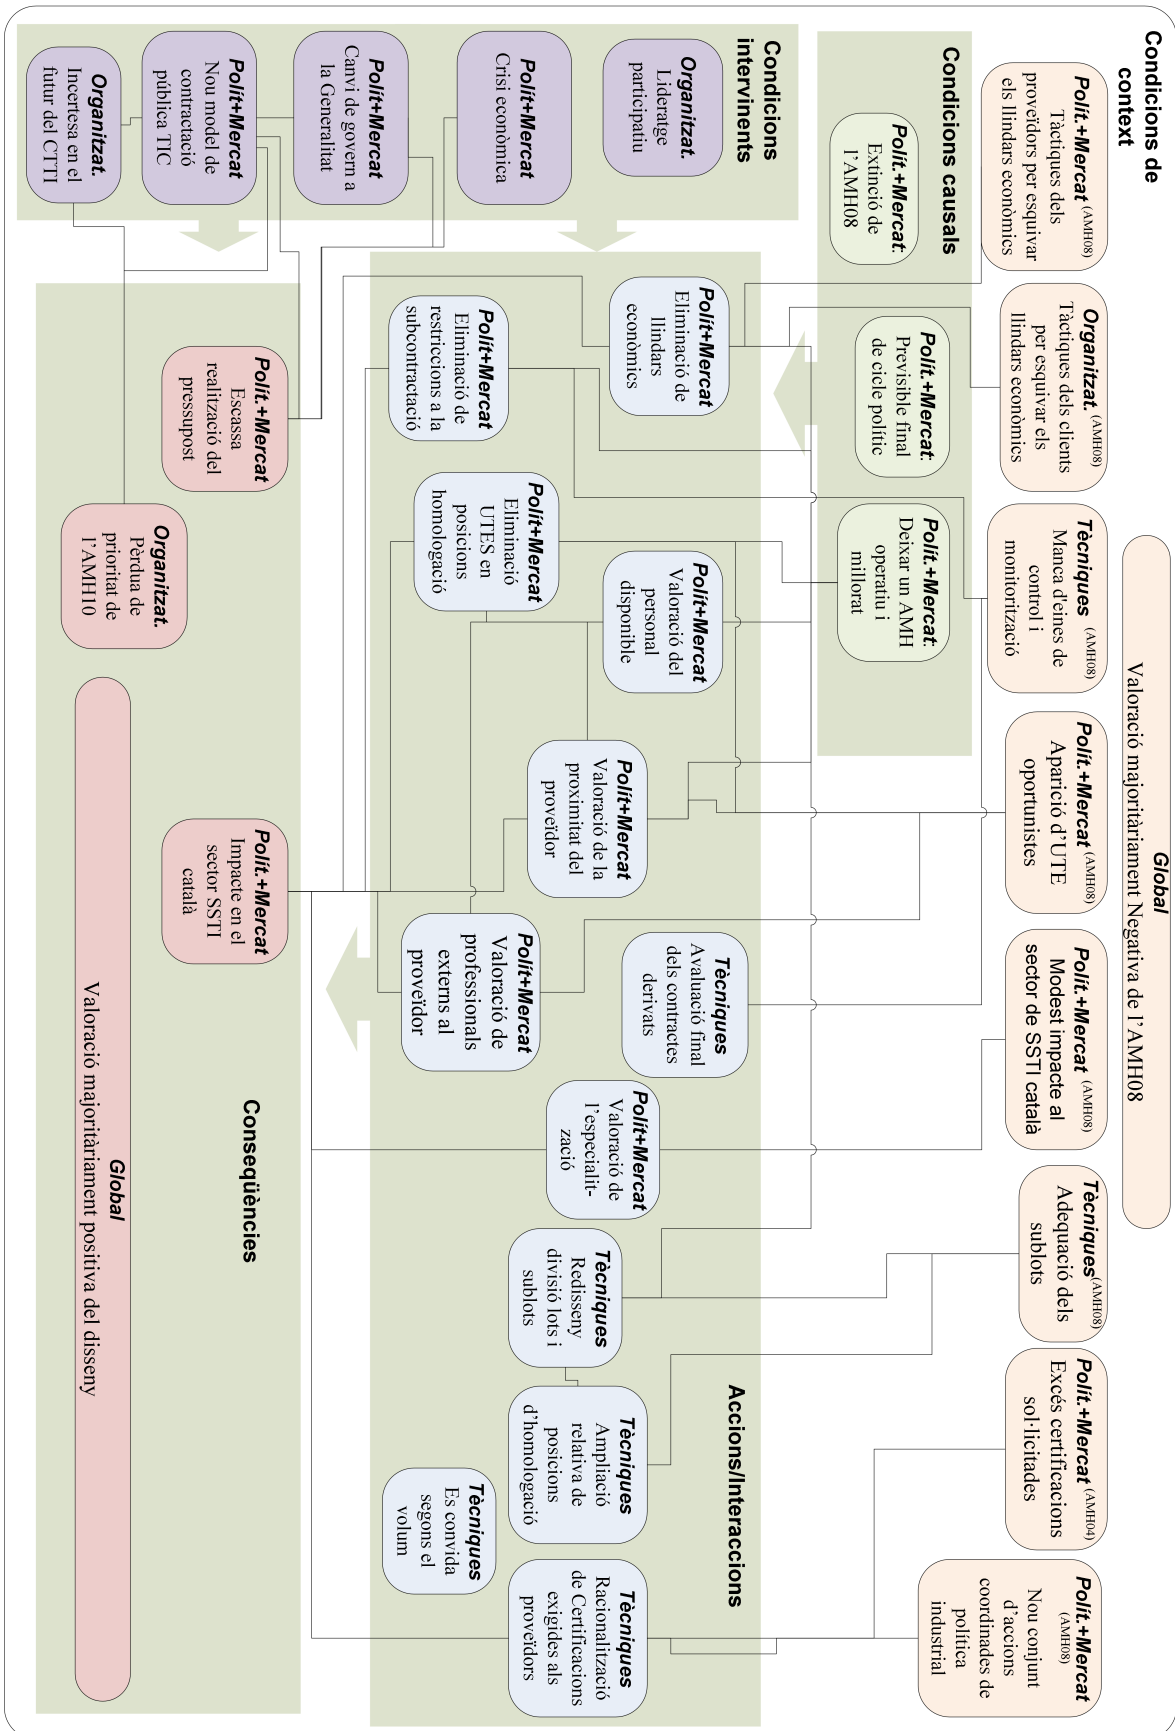 Condicions de
context
Global
Valoració majoritàriament Negativa de l'AMH08
Polít.+Mercat (AMH08)
Tàctiques dels
proveïdors per esquivar
els llindars econòmics
Organitzat. (AMH08)
Tàctiques dels clients
per esquivar els
llindars econòmics
Tècniques (AMH08)
Manca d'eines de
control i
monitorització
Polít.+Mercat (AMH08)
Aparició d'UTE
oportunistes
Polít.+Mercat (AMH08)
Modest impacte al
sector de SSTI català
Tècniques (AMH08)
Adequació dels
sublots
Polít.+Mercat (AMH04)
Excés certificacions
sol·licitades
Polít.+Mercat
(AMH08)
Nou conjunt
d'accions
coordinades de
política
industrial
Condicions causals
Polít.+Mercat:
Extinció de
l'AMH08
Polít.+Mercat:
Previsible final
de cicle polític
Polít.+Mercat:
Deixar un AMH
operatiu i
millorat
Condicions
intervinents
Organitzat.
Lideratge
participatiu
Polít+Mercat
Crisi econòmica
Polít+Mercat
Canvi de govern a
la Generalitat
Polít+Mercat
Nou model de
contractació
pública TIC
Organitzat.
Incertesa en el
futur del CTTI
Accions/Interaccions
Polít+Mercat
Eliminació de
llindars
econòmics
Polít+Mercat
Eliminació de
restriccions a la
subcontractació
Polít+Mercat
Eliminació
UTES en
posicions
homologació
Polít+Mercat
Valoració del
personal
disponible
Polít+Mercat
Valoració de la
proximitat del
proveïdor
Polít+Mercat
Valoració de
professionals
externs al
proveïdor
Tècniques
Avaluació final
dels contractes
derivats
Polít+Mercat
Valoració de
l'especialit-
zació
Tècniques
Redisseny
divisió lots i
sublots
Tècniques
Ampliació
relativa de
posicions
d'homologació
Tècniques
Es convida
segons el
volum
Tècniques
Racionalització
de Certificacions
exigides als
proveïdors
Conseqüències
Polít.+Mercat
Escassa
realització del
pressupost
Organitzat.
Pèrdua de
prioritat de
l'AMH10
Polít.+Mercat
Impacte en el
sector SSTI
català
Global
Valoració majoritàriament positiva del disseny